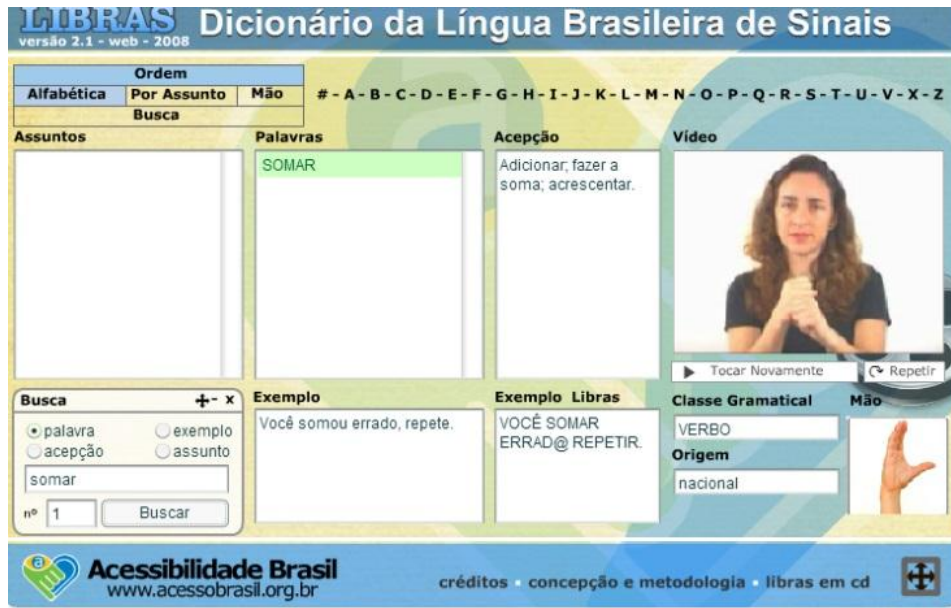 LIBRAS
versão 2.1 - web - 2008
Dicionário da Língua Brasileira de Sinais
Ordem
Alfabética Por Assunto Mão
Busca
# - A - B - C - D - E - F - G - H - I - J - K - L - M - N - O - P - Q - R - S - T - U - V - X - Z
Assuntos
Palavras
SOMAR
Acepção
Adicionar; fazer a
soma; acrescentar.
Vídeo
Tocar Novamente
Repetir
Busca
palavra exemplo
acepção assunto
somar
nº 1 Buscar
Exemplo
Você somou errado, repete.
Exemplo Libras
VOCÊ SOMAR
ERRAD@ REPETIR.
Classe Gramatical
VERBO
Origem
nacional
Mão
Acessibilidade Brasil
www.acessobrasil.org.br
créditos concepção e metodologia libras em cd